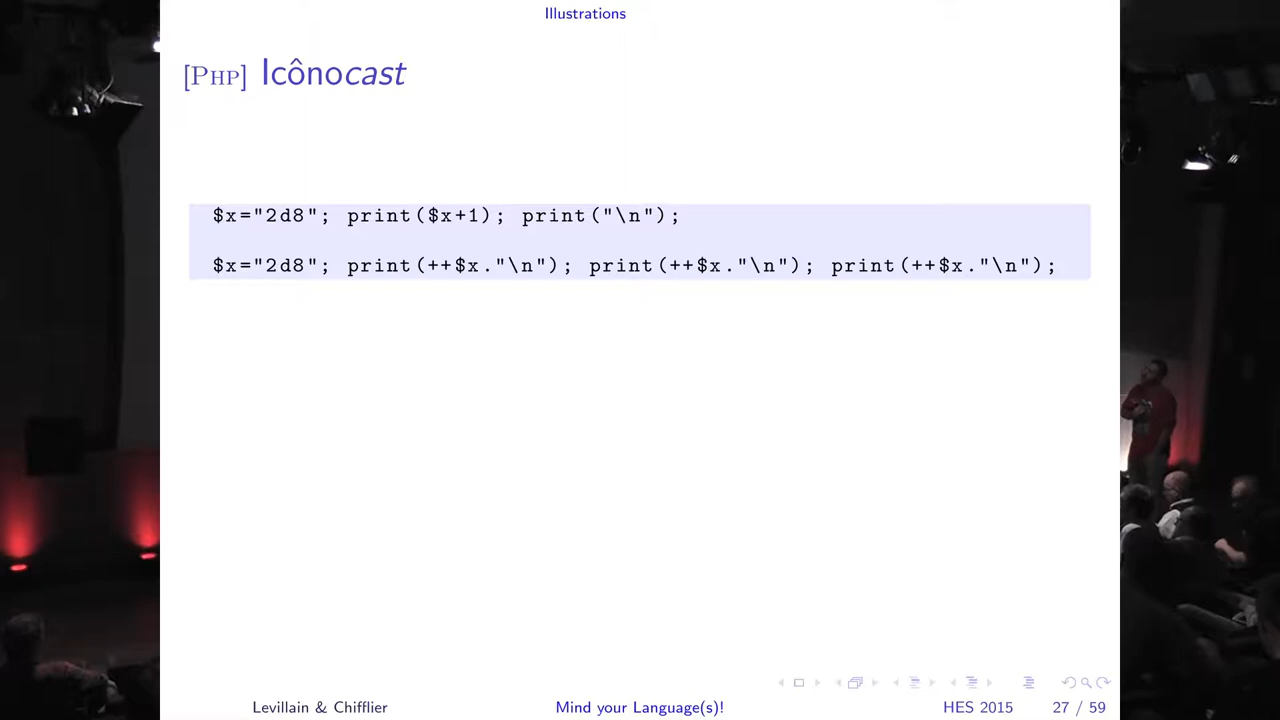 Illustrations
[PHP] Icônocast
$x="2d8"; print($x+1); print("\n");
$x="2d8"; print(++$x."\n"); print(++$x."\n"); print(++$x."\n");
Levillain & Chifflier Mind your Language(s)! HES 2015 27 / 59